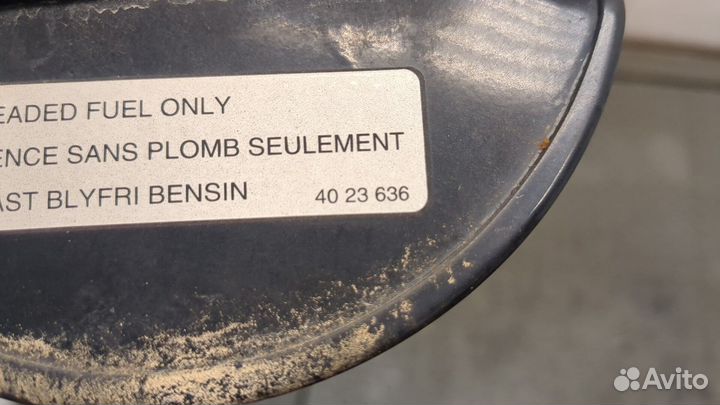 EADED FUEL ONLY
ENCE SANS PLOMB SEULEMENT
AST BLYFRI BENSIN 40 23 636
Avito